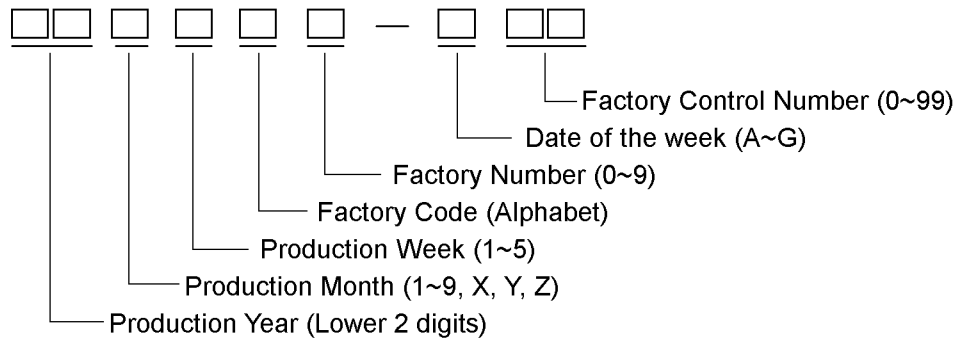 Factory Control Number (0~99)
Date of the week (A~G)
Factory Number (0~9)
Factory Code (Alphabet)
Production Week (1~5)
Production Month (1~9, X, Y, Z)
Production Year (Lower 2 digits)